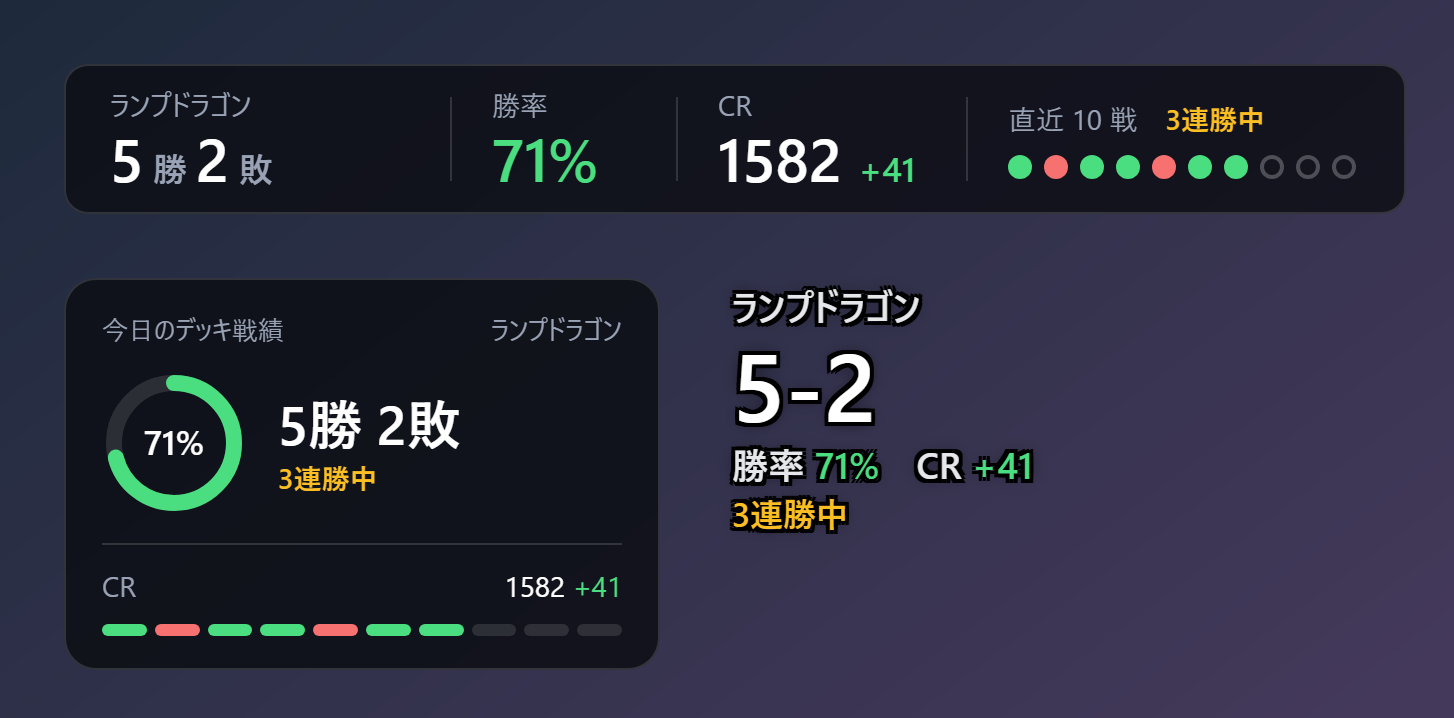 ランプドラゴン
5 勝 2 敗
勝率
71%
CR
1582 +41
直近 10 戦 3連勝中
今日のデッキ戦績 ランプドラゴン
71%
5勝 2敗
3連勝中
CR 1582 +41
ランプドラゴン
5-2
勝率 71% CR +41
3連勝中